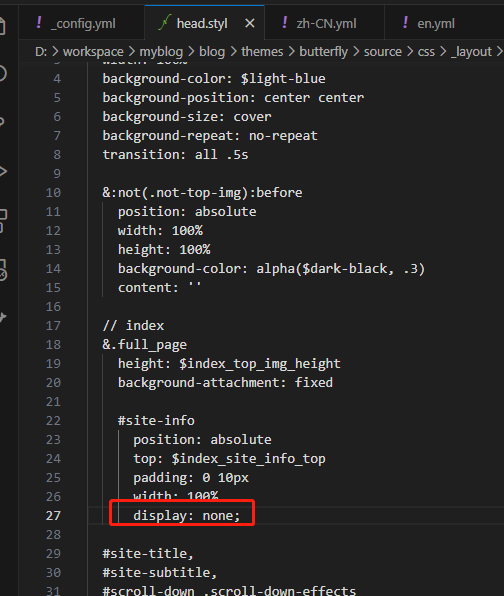 _config.yml
head.styl
zh-CN.yml
en.yml
D: > workspace > myblog > blog > themes > butterfly > source > css > _layout >
4 background-color: $light-blue
5 background-position: center center
6 background-size: cover
7 background-repeat: no-repeat
8 transition: all .5s
9
10 &:not(.not-top-img):before
11 position: absolute
12 width: 100%
13 height: 100%
14 background-color: alpha($dark-black, .3)
15 content: ''
16
17 // index
18 &.full_page
19 height: $index_top_img_height
20 background-attachment: fixed
21
22 #site-info
23 position: absolute
24 top: $index_site_info_top
25 padding: 0 10px
26 width: 100%
27 display: none;
28
29 #site-title,
30 #site-subtitle,
31 #scroll-down .scroll-down-effects